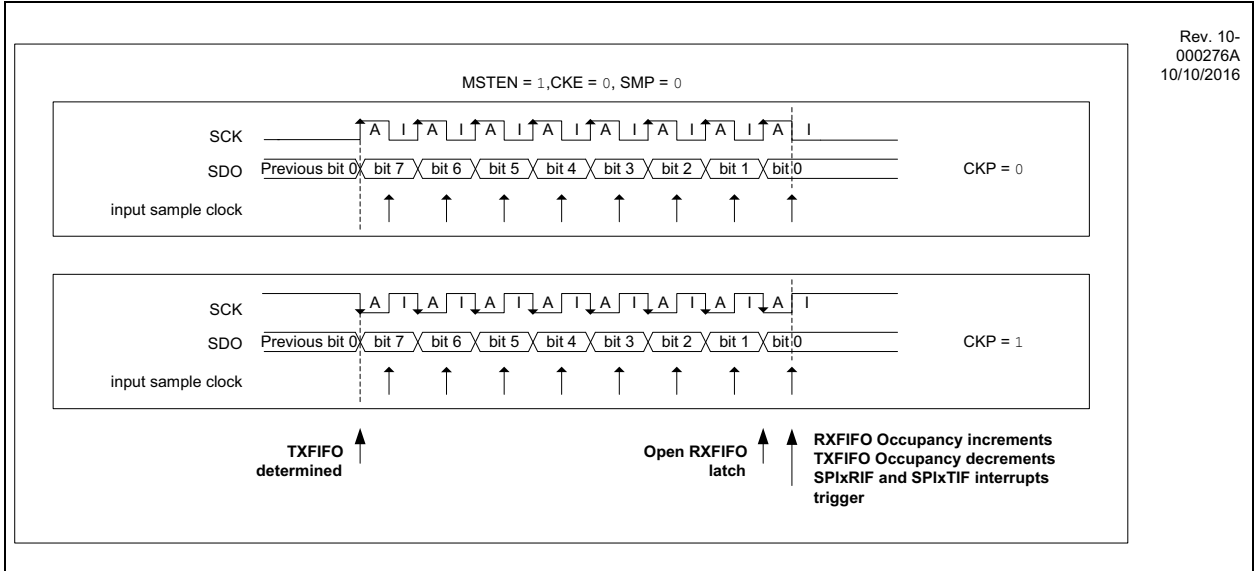 Rev. 10-
000276A
10/10/2016
MSTEN = 1,CKE = 0, SMP = 0
SCK A I A I A I A I A I A I A I A I
SDO Previous bit 0 bit 7 bit 6 bit 5 bit 4 bit 3 bit 2 bit 1 bit 0 CKP = 0
input sample clock
SCK A I A I A I A I A I A I A I A I
SDO Previous bit 0 bit 7 bit 6 bit 5 bit 4 bit 3 bit 2 bit 1 bit 0 CKP = 1
input sample clock
TXFIFO
determined
Open RXFIFO
latch
RXFIFO Occupancy increments
TXFIFO Occupancy decrements
SPIxRIF and SPIxTIF interrupts
trigger